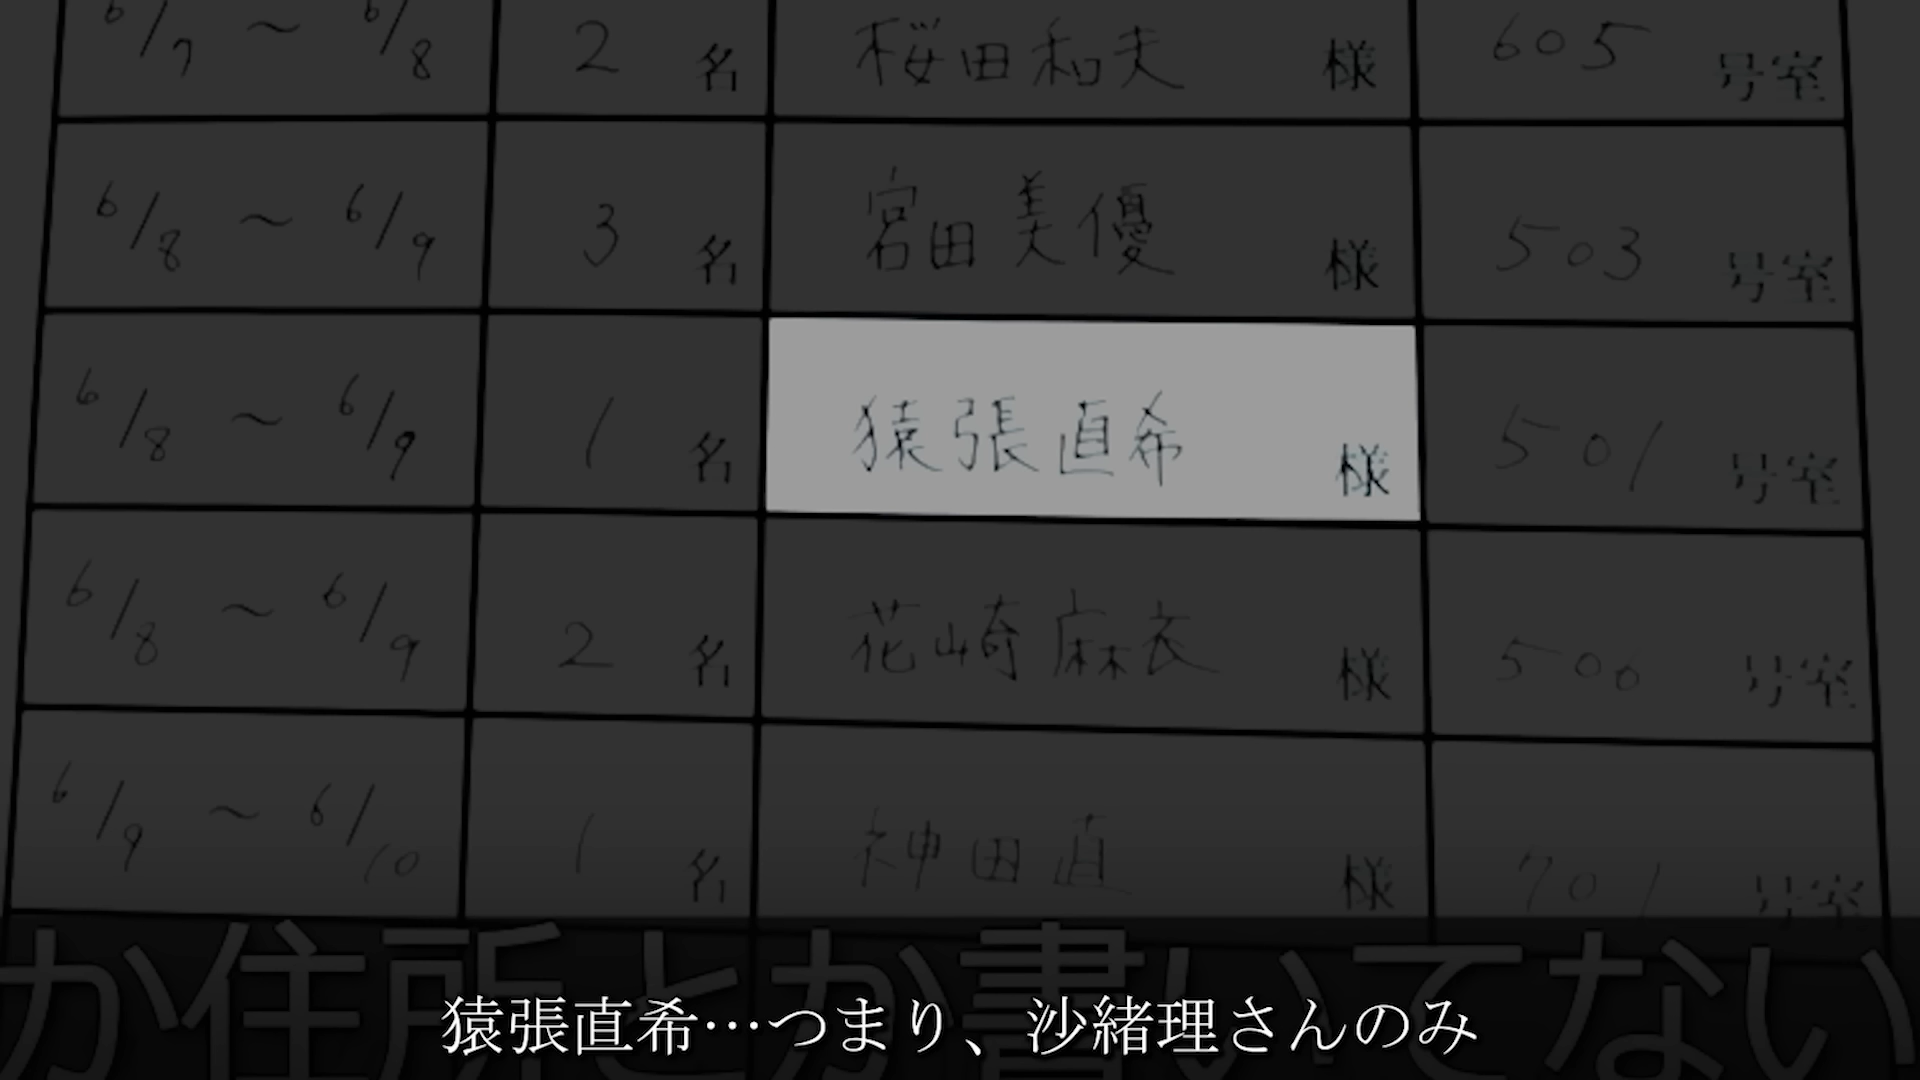 6/7 ~ 6/8 2 名 桜田和夫 様 605 号室
6/8 ~ 6/9 3 名 宮田美優 様 503 号室
6/8 ~ 6/9 1 名 猿張直希 様 501 号室
6/8 ~ 6/9 2 名 花崎麻衣 様 500 号室
6/9 ~ 6/10 1 名 神田直 様 701 号室
か住所とか書いてない
猿張直希…つまり、沙緒理さんのみ